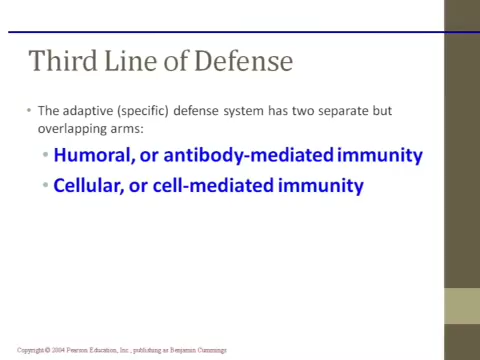 Third Line of Defense
• The adaptive (specific) defense system has two separate but
overlapping arms:
• Humoral, or antibody-mediated immunity
• Cellular, or cell-mediated immunity
Copyright © 2004 Pearson Education, Inc., publishing as Benjamin Cummings